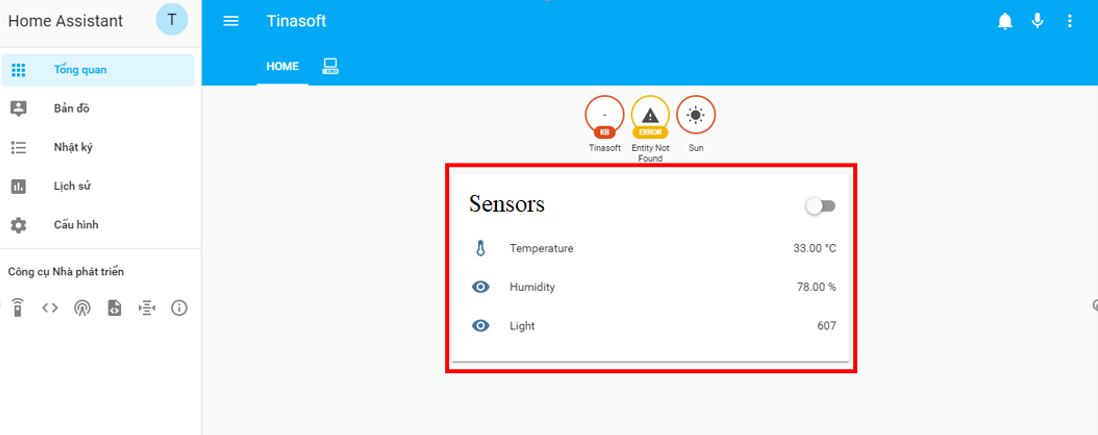 Home Assistant
T
Tinasoft
HOME
Tổng quan
Bản đồ
Nhật ký
Lịch sử
Cấu hình
Công cụ Nhà phát triển
-
KB
Tinasoft
ERROR
Entity Not
Found
Sun
Sensors
Temperature 33.00 °C
Humidity 78.00 %
Light 607